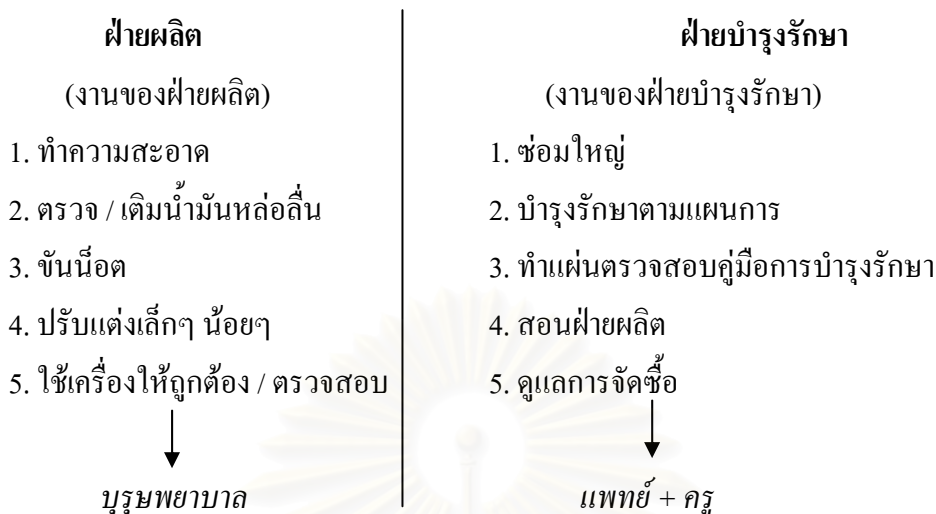 ฝ่ายผลิต
(งานของฝ่ายผลิต)
1. ทำความสะอาด
2. ตรวจ / เติมน้ำมันหล่อลื่น
3. ขันน็อต
4. ปรับแต่งเล็กๆ น้อยๆ
5. ใช้เครื่องให้ถูกต้อง / ตรวจสอบ
บุรุษพยาบาล
ฝ่ายบำรุงรักษา
(งานของฝ่ายบำรุงรักษา)
1. ซ่อมใหญ่
2. บำรุงรักษาตามแผนการ
3. ทำแผ่นตรวจสอบคู่มือการบำรุงรักษา
4. สอนฝ่ายผลิต
5. ดูแลการจัดซื้อ
แพทย์ + ครู